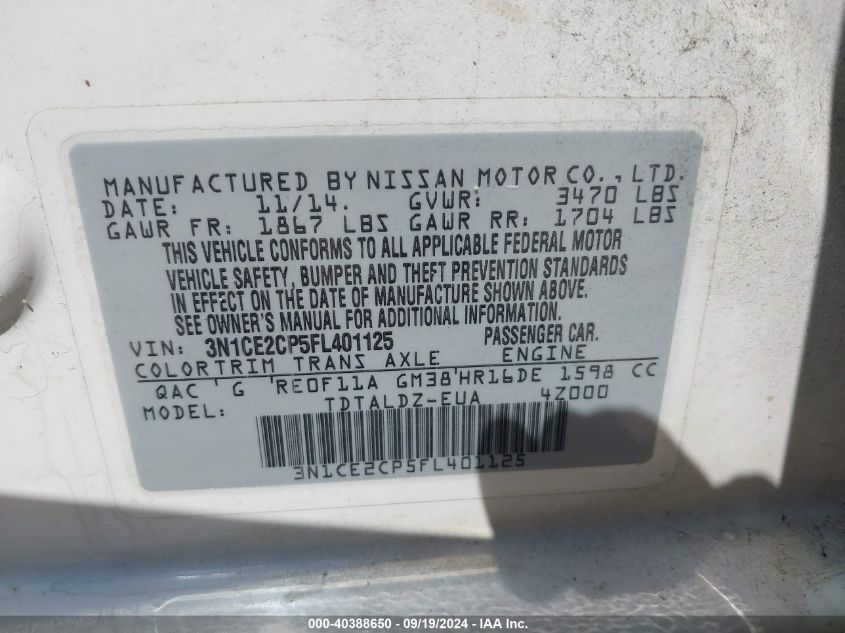 MANUFACTURED BY NISSAN MOTOR CO., LTD.
DATE: 11/14. GVWR: 3470 LBS
GAWR FR: 1867 LBS GAWR RR: 1704 LBS
THIS VEHICLE CONFORMS TO ALL APPLICABLE FEDERAL MOTOR
VEHICLE SAFETY, BUMPER AND THEFT PREVENTION STANDARDS
IN EFFECT ON THE DATE OF MANUFACTURE SHOWN ABOVE.
SEE OWNER'S MANUAL FOR ADDITIONAL INFORMATION.
VIN: 3N1CE2CP5FL401125 PASSENGER CAR.
COLOR TRIM TRANS AXLE ENGINE
QAC G RE0F11A GM38 HR16DE 1598 CC
MODEL: TDTALDZ-EUA 4Z000
3N1CE2CP5FL401125
000-40388650 - 09/19/2024 - IAA Inc.